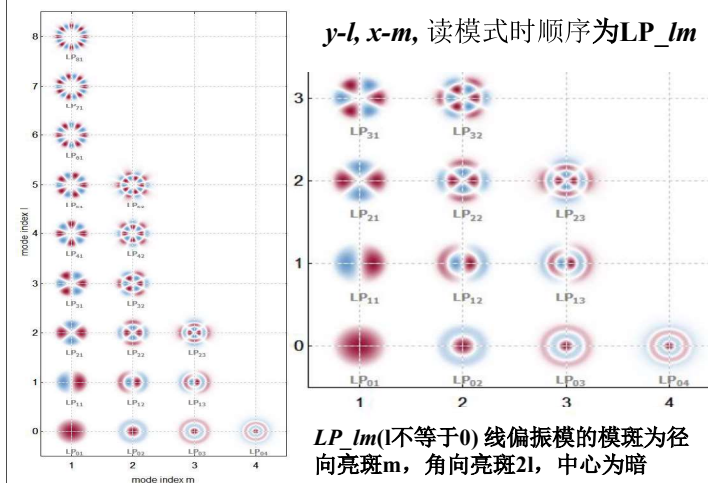 y-l, x-m, 读模式时顺序为LP_lm
8
LP81
7
LP71
6
LP61
5
4
LP41
LP42
3
LP31
LP32
2
LP21
LP22
LP23
1
LP11
LP12
LP13
0
LP01
LP02
LP03
LP04
1
2
3
4
mode index l
mode index m
3
LP31
LP32
2
LP21
LP22
LP23
1
LP11
LP12
LP13
0
LP01
LP02
LP03
LP04
1
2
3
4
LP_lm(l不等于0) 线偏振模的模斑为径
向亮斑m，角向亮斑2l，中心为暗